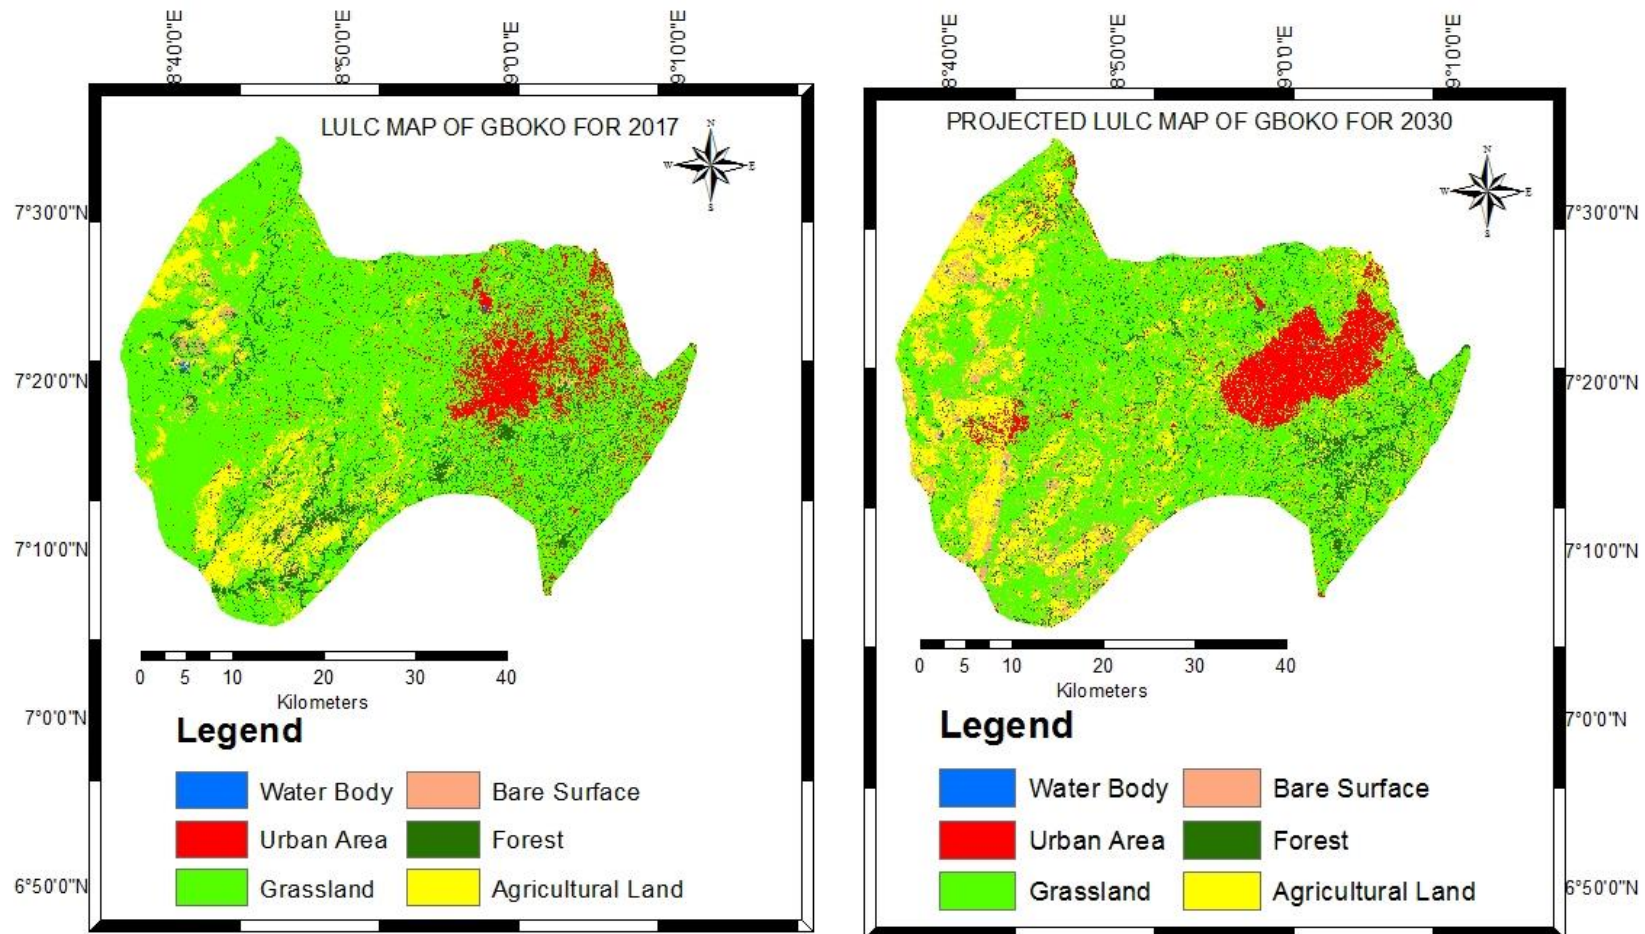 8°40'0"E 8°50'0"E 9°0'0"E 9°10'0"E
LULC MAP OF GBOKO FOR 2017
N
W E
S
7°30'0"N
7°20'0"N
7°10'0"N
7°0'0"N
6°50'0"N
0 5 10 20 30 40
Kilometers
Legend
Water Body Bare Surface
Urban Area Forest
Grassland Agricultural Land
8°40'0"E 8°50'0"E 9°0'0"E 9°10'0"E
PROJECTED LULC MAP OF GBOKO FOR 2030
N
W E
S
7°30'0"N
7°20'0"N
7°10'0"N
7°0'0"N
6°50'0"N
0 5 10 20 30 40
Kilometers
Legend
Water Body Bare Surface
Urban Area Forest
Grassland Agricultural Land